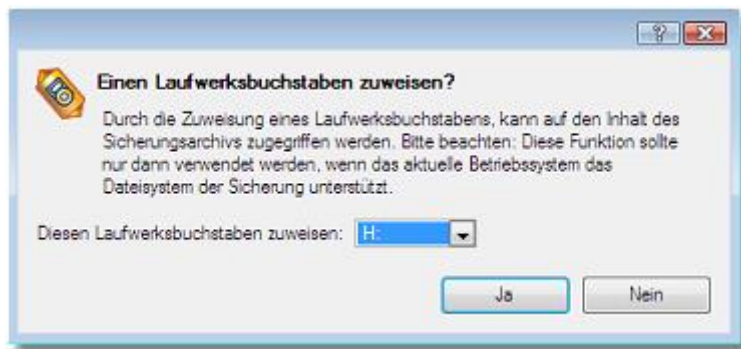 Einen Laufwerksbuchstaben zuweisen?
Durch die Zuweisung eines Laufwerksbuchstabens, kann auf den Inhalt des
Sicherungsarchivs zugegriffen werden. Bitte beachten: Diese Funktion sollte
nur dann verwendet werden, wenn das aktuelle Betriebssystem das
Dateisystem der Sicherung unterstützt.
Diesen Laufwerksbuchstaben zuweisen: H:
Ja Nein